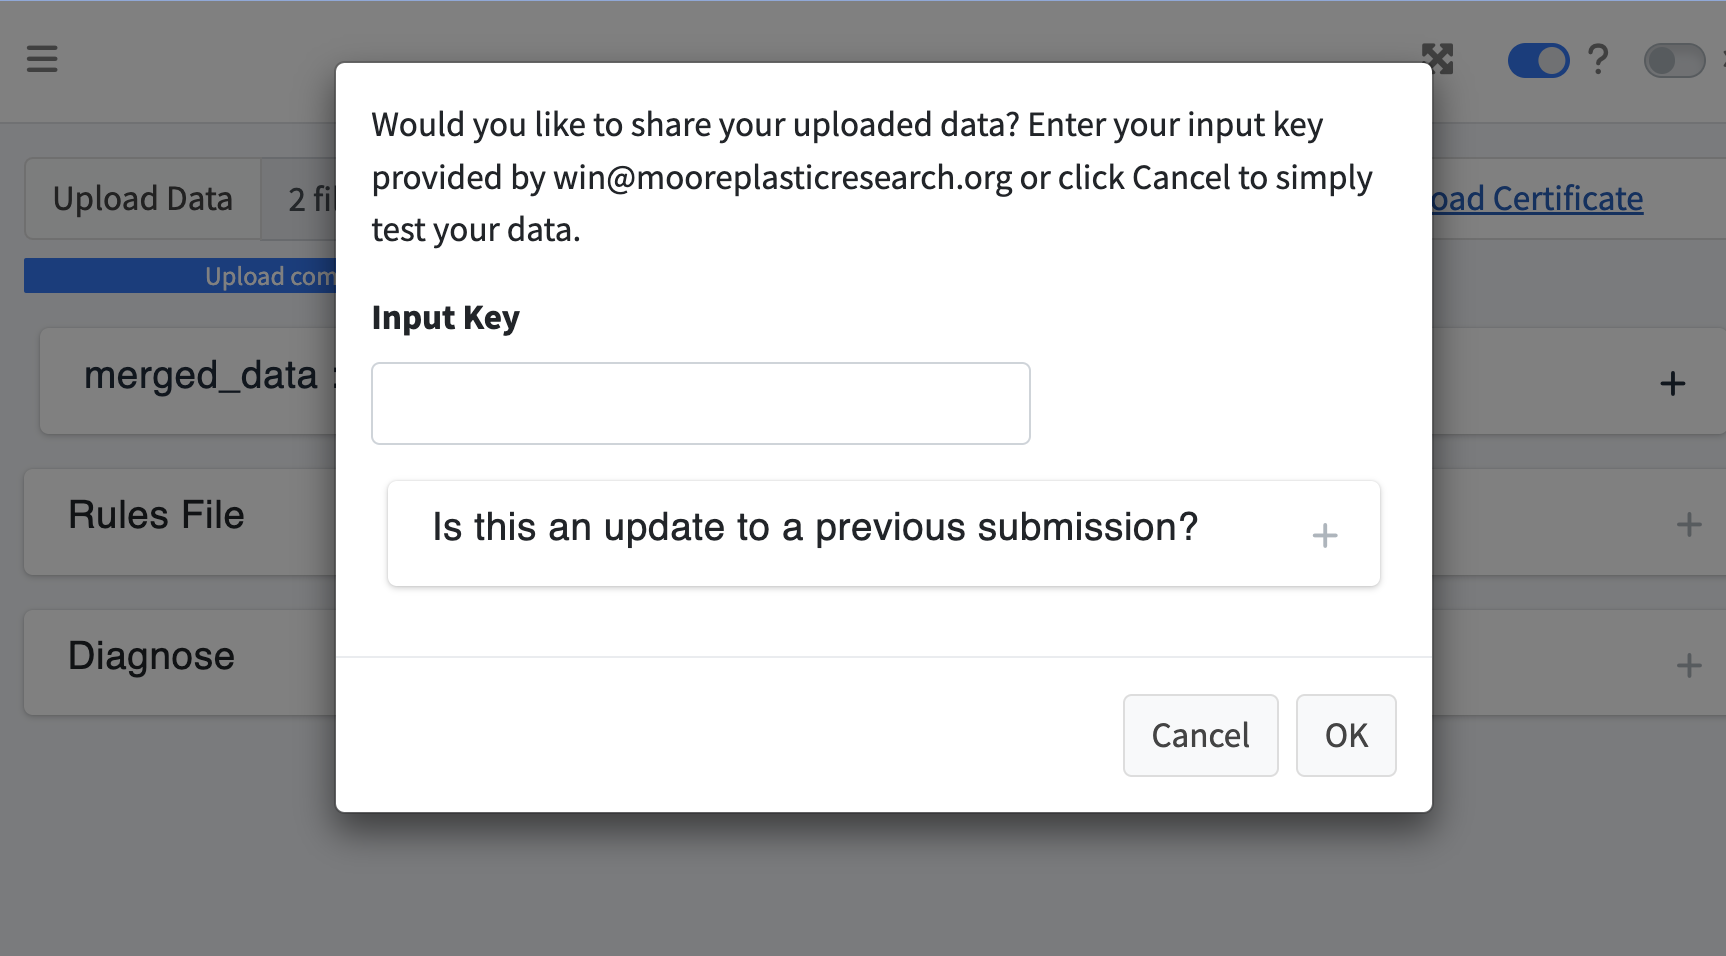 ?
Would you like to share your uploaded data? Enter your input key
provided by win@mooreplasticresearch.org or click Cancel to simply
test your data.
Input Key
Is this an update to a previous submission? +
Cancel OK
Upload Data 2 fi
Certificate
Upload
merged_data +
Rules File +
Diagnose +